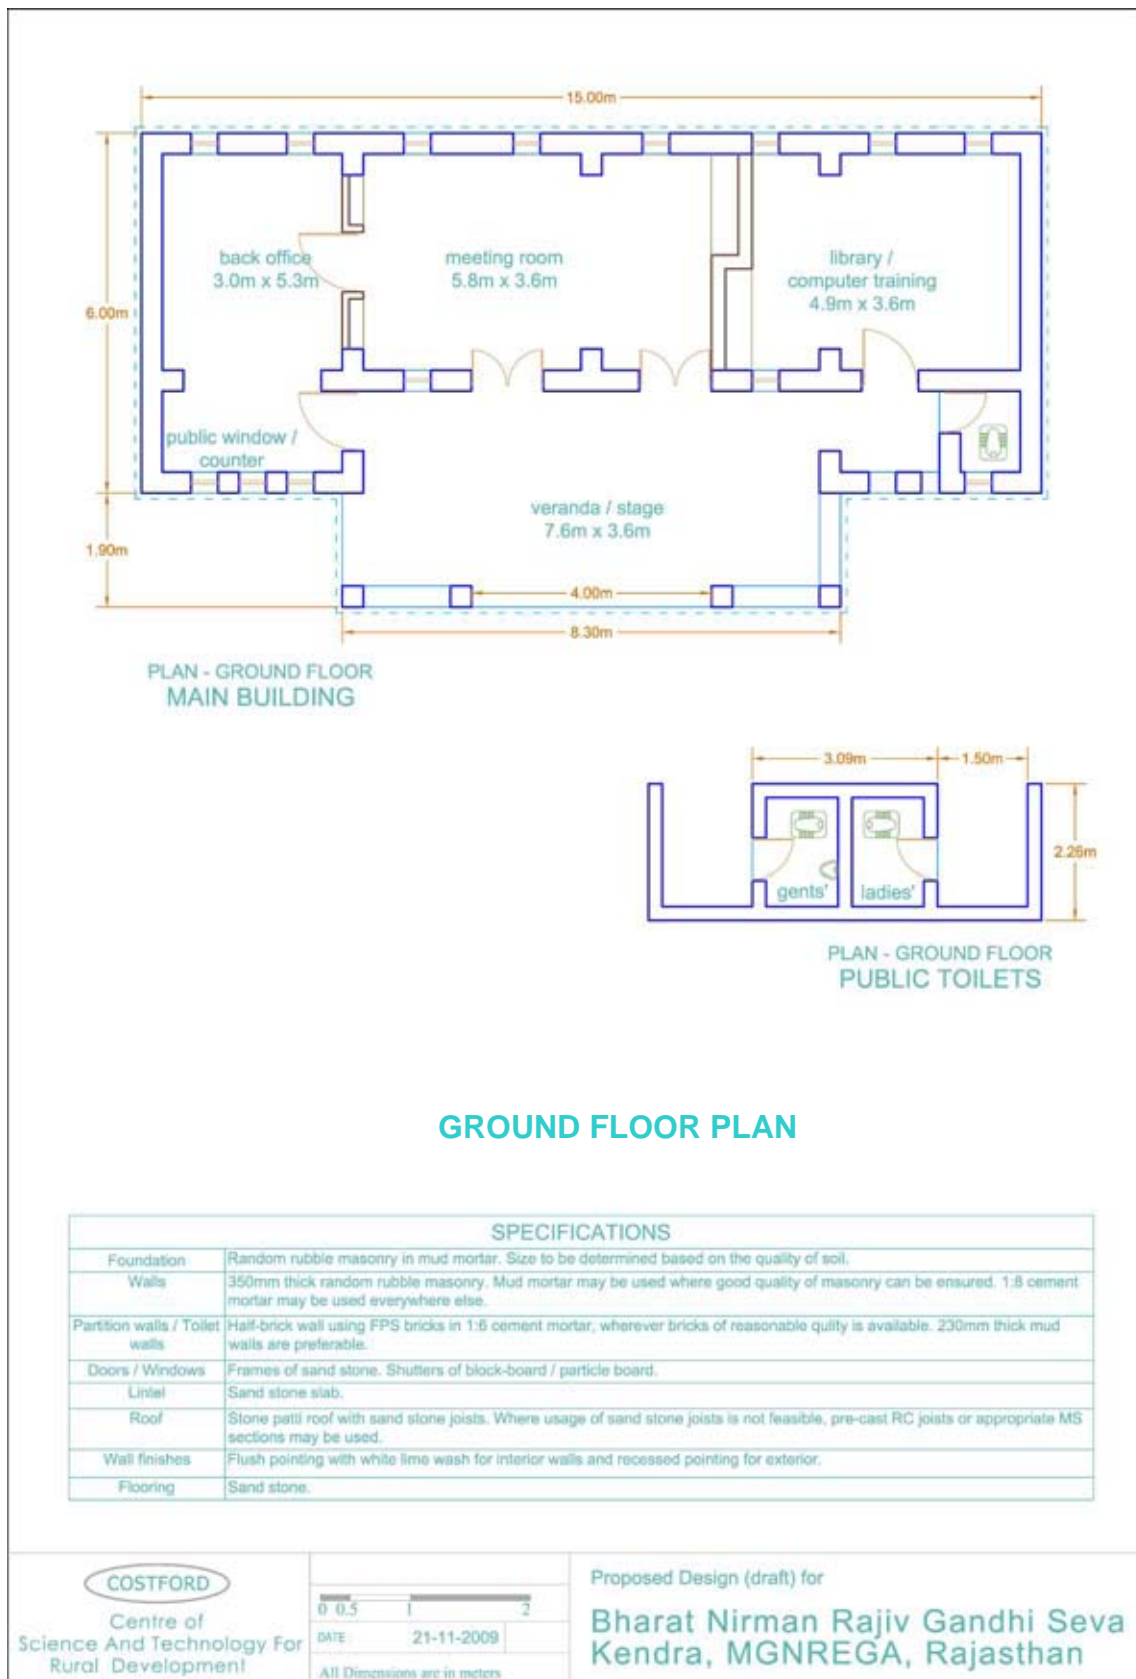 15.00m
back office
3.0m x 5.3m
meeting room
5.8m x 3.6m
library /
computer training
4.9m x 3.6m
6.00m
public window /
counter
veranda / stage
7.6m x 3.6m
1.90m
4.00m
8.30m
PLAN - GROUND FLOOR
MAIN BUILDING
3.09m
1.50m
2.26m
gents'
ladies'
PLAN - GROUND FLOOR
PUBLIC TOILETS
GROUND FLOOR PLAN
SPECIFICATIONS
Foundation
Random rubble masonry in mud mortar. Size to be determined based on the quality of soil.
Walls
350mm thick random rubble masonry. Mud mortar may be used where good quality of masonry can be ensured. 1:8 cement
mortar may be used everywhere else.
Partition walls / Toilet
walls
Half-brick wall using FPS bricks in 1:6 cement mortar, wherever bricks of reasonable qulity is available. 230mm thick mud
walls are preferable.
Doors / Windows
Frames of sand stone. Shutters of block-board / particle board.
Lintel
Sand stone slab.
Roof
Stone patti roof with sand stone joists. Where usage of sand stone joists is not feasible, pre-cast RC joists or appropriate MS
sections may be used.
Wall finishes
Flush pointing with white lime wash for interior walls and recessed pointing for exterior.
Flooring
Sand stone.
COSTFORD
Centre of
Science And Technology For
Rural Development
0 0.5 1 2
DATE 21-11-2009
All Dimensions are in meters
Proposed Design (draft) for
Bharat Nirman Rajiv Gandhi Seva
Kendra, MGNREGA, Rajasthan